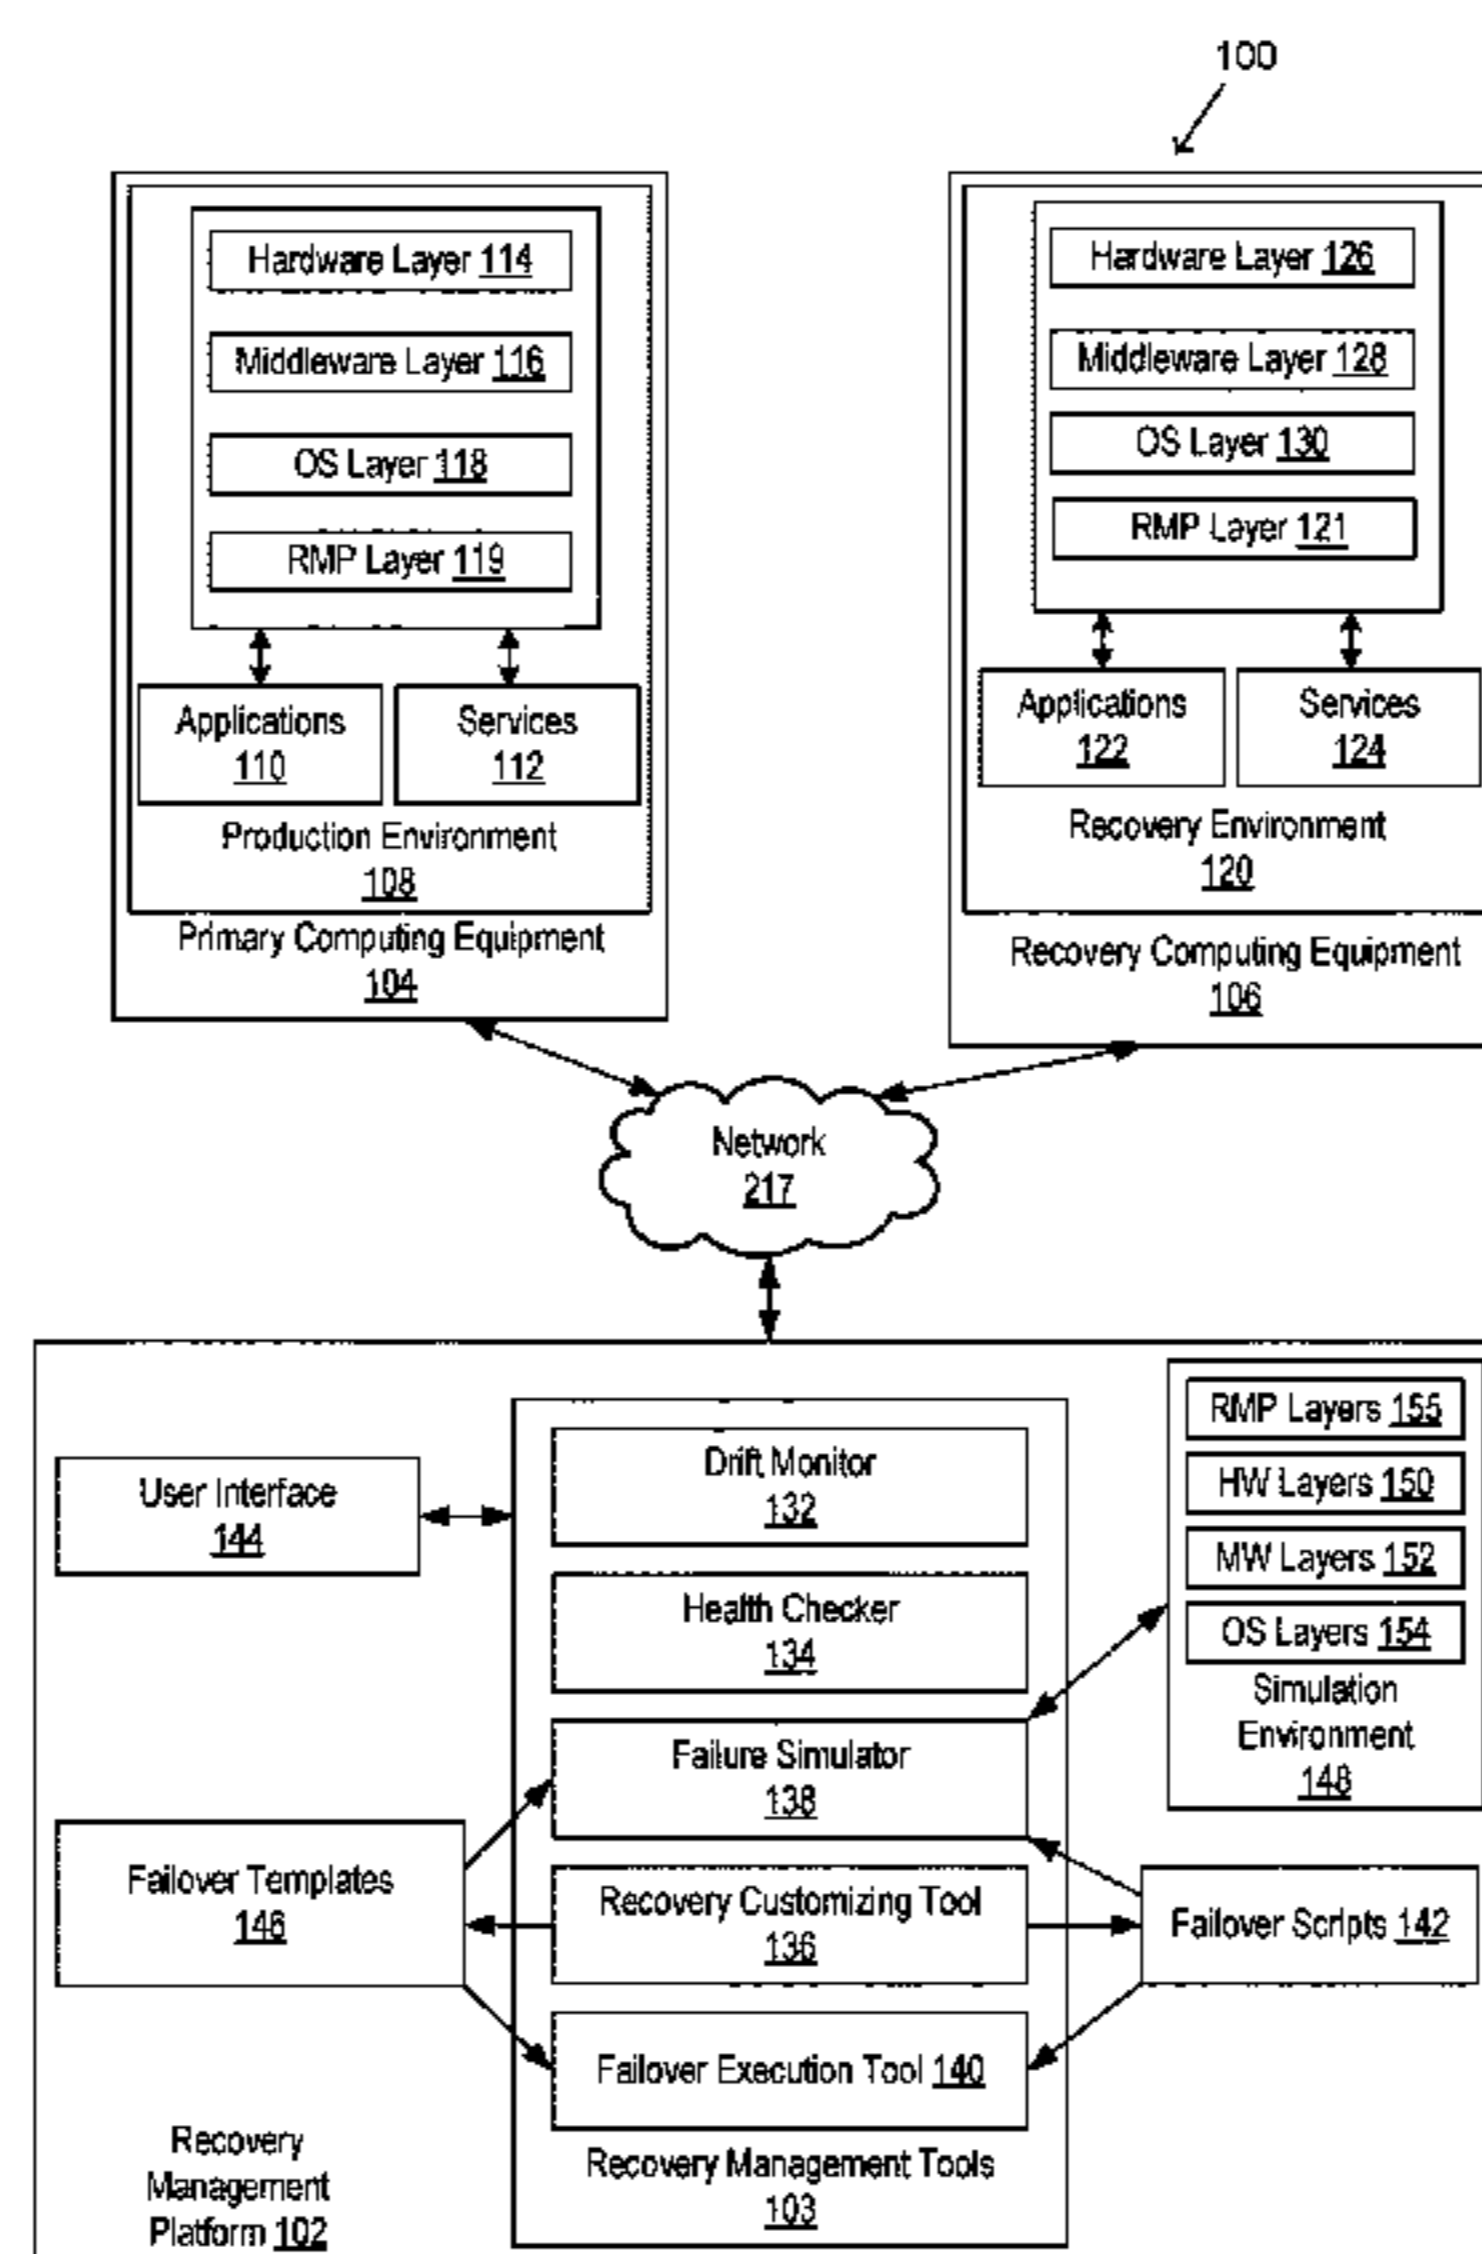 100
Hardware Layer 114
Middleware Layer 116
OS Layer 118
RMP Layer 119
Applications
110
Services
112
Production Environment
108
Primary Computing Equipment
104
Hardware Layer 126
Middleware Layer 128
OS Layer 130
RMP Layer 121
Applications
122
Services
124
Recovery Environment
120
Recovery Computing Equipment
106
Network
217
User Interface
144
Drift Monitor
132
Health Checker
134
Failure Simulator
138
Recovery Customizing Tool
136
Failover Execution Tool 140
Recovery Management Tools
103
RMP Layers 155
HW Layers 150
MW Layers 152
OS Layers 154
Simulation
Environment
148
Failover Templates
146
Failover Scripts 142
Recovery
Management
Platform 102